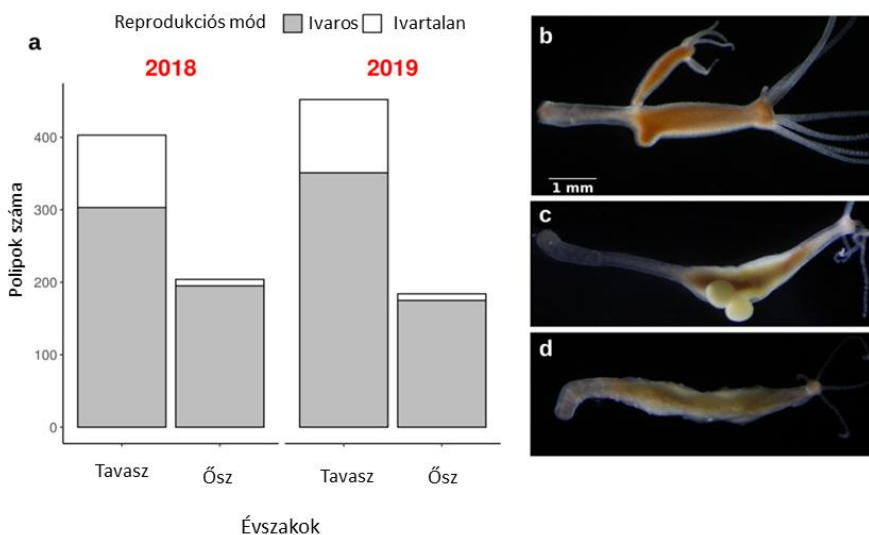 Reprodukciós mód Ivaros Ivartalan
a
2018 2019
Polipok száma
400
300
200
100
0
Tavasz Ősz Tavasz Ősz
Évszakok
b
1 mm
c
d